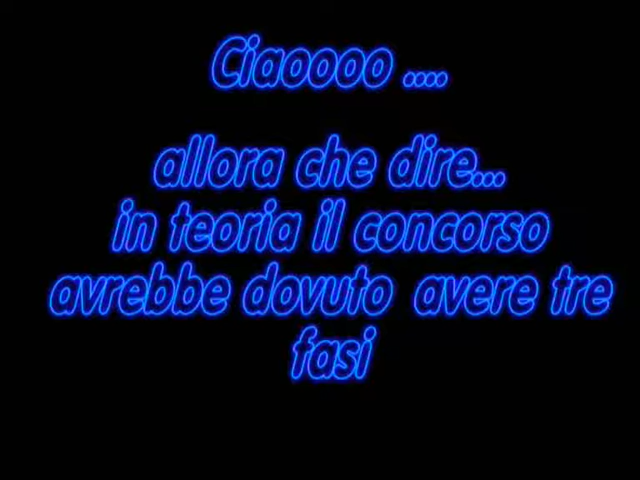 Ciaoooo ....
allora che dire...
in teoria il concorso
avrebbe dovuto avere tre
fasi